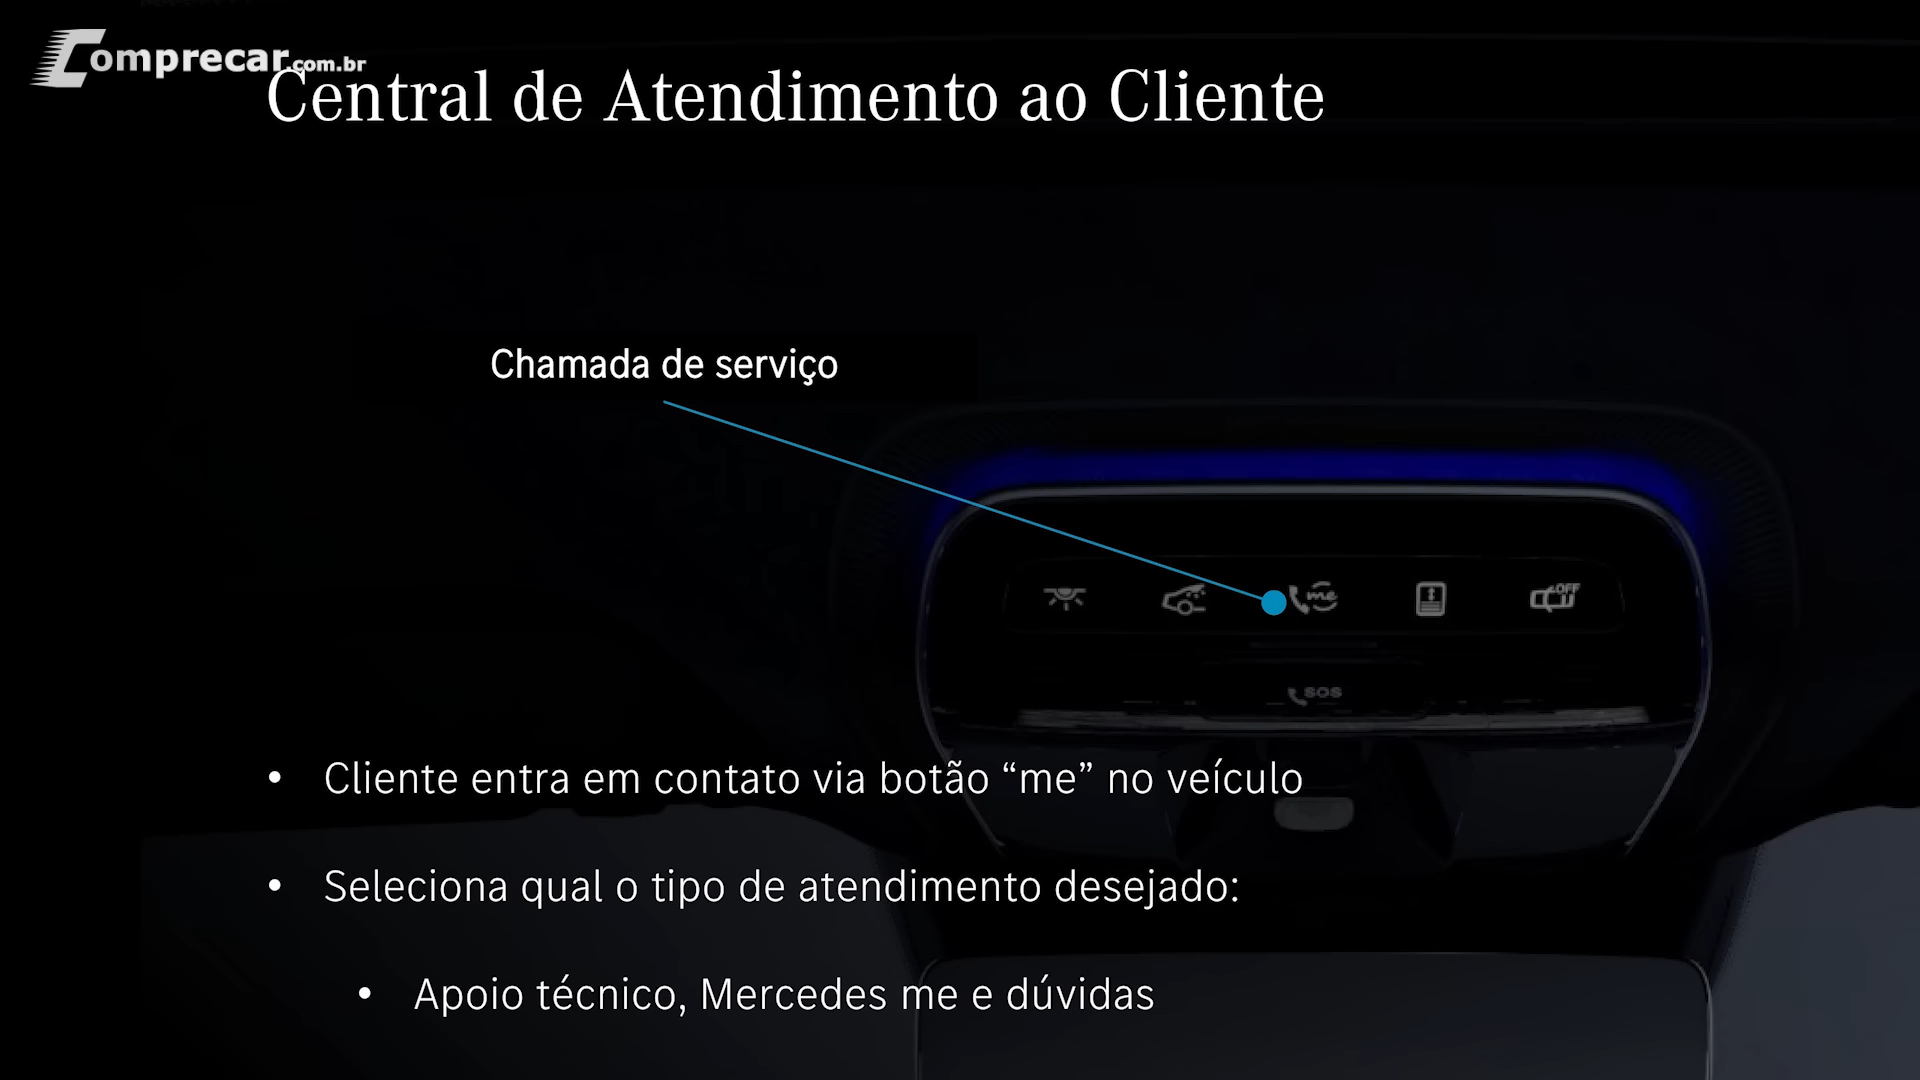 Comprecar.com.br
Central de Atendimento ao Cliente
Chamada de serviço
me
OFF
SOS
• Cliente entra em contato via botão “me” no veículo
• Seleciona qual o tipo de atendimento desejado:
• Apoio técnico, Mercedes me e dúvidas